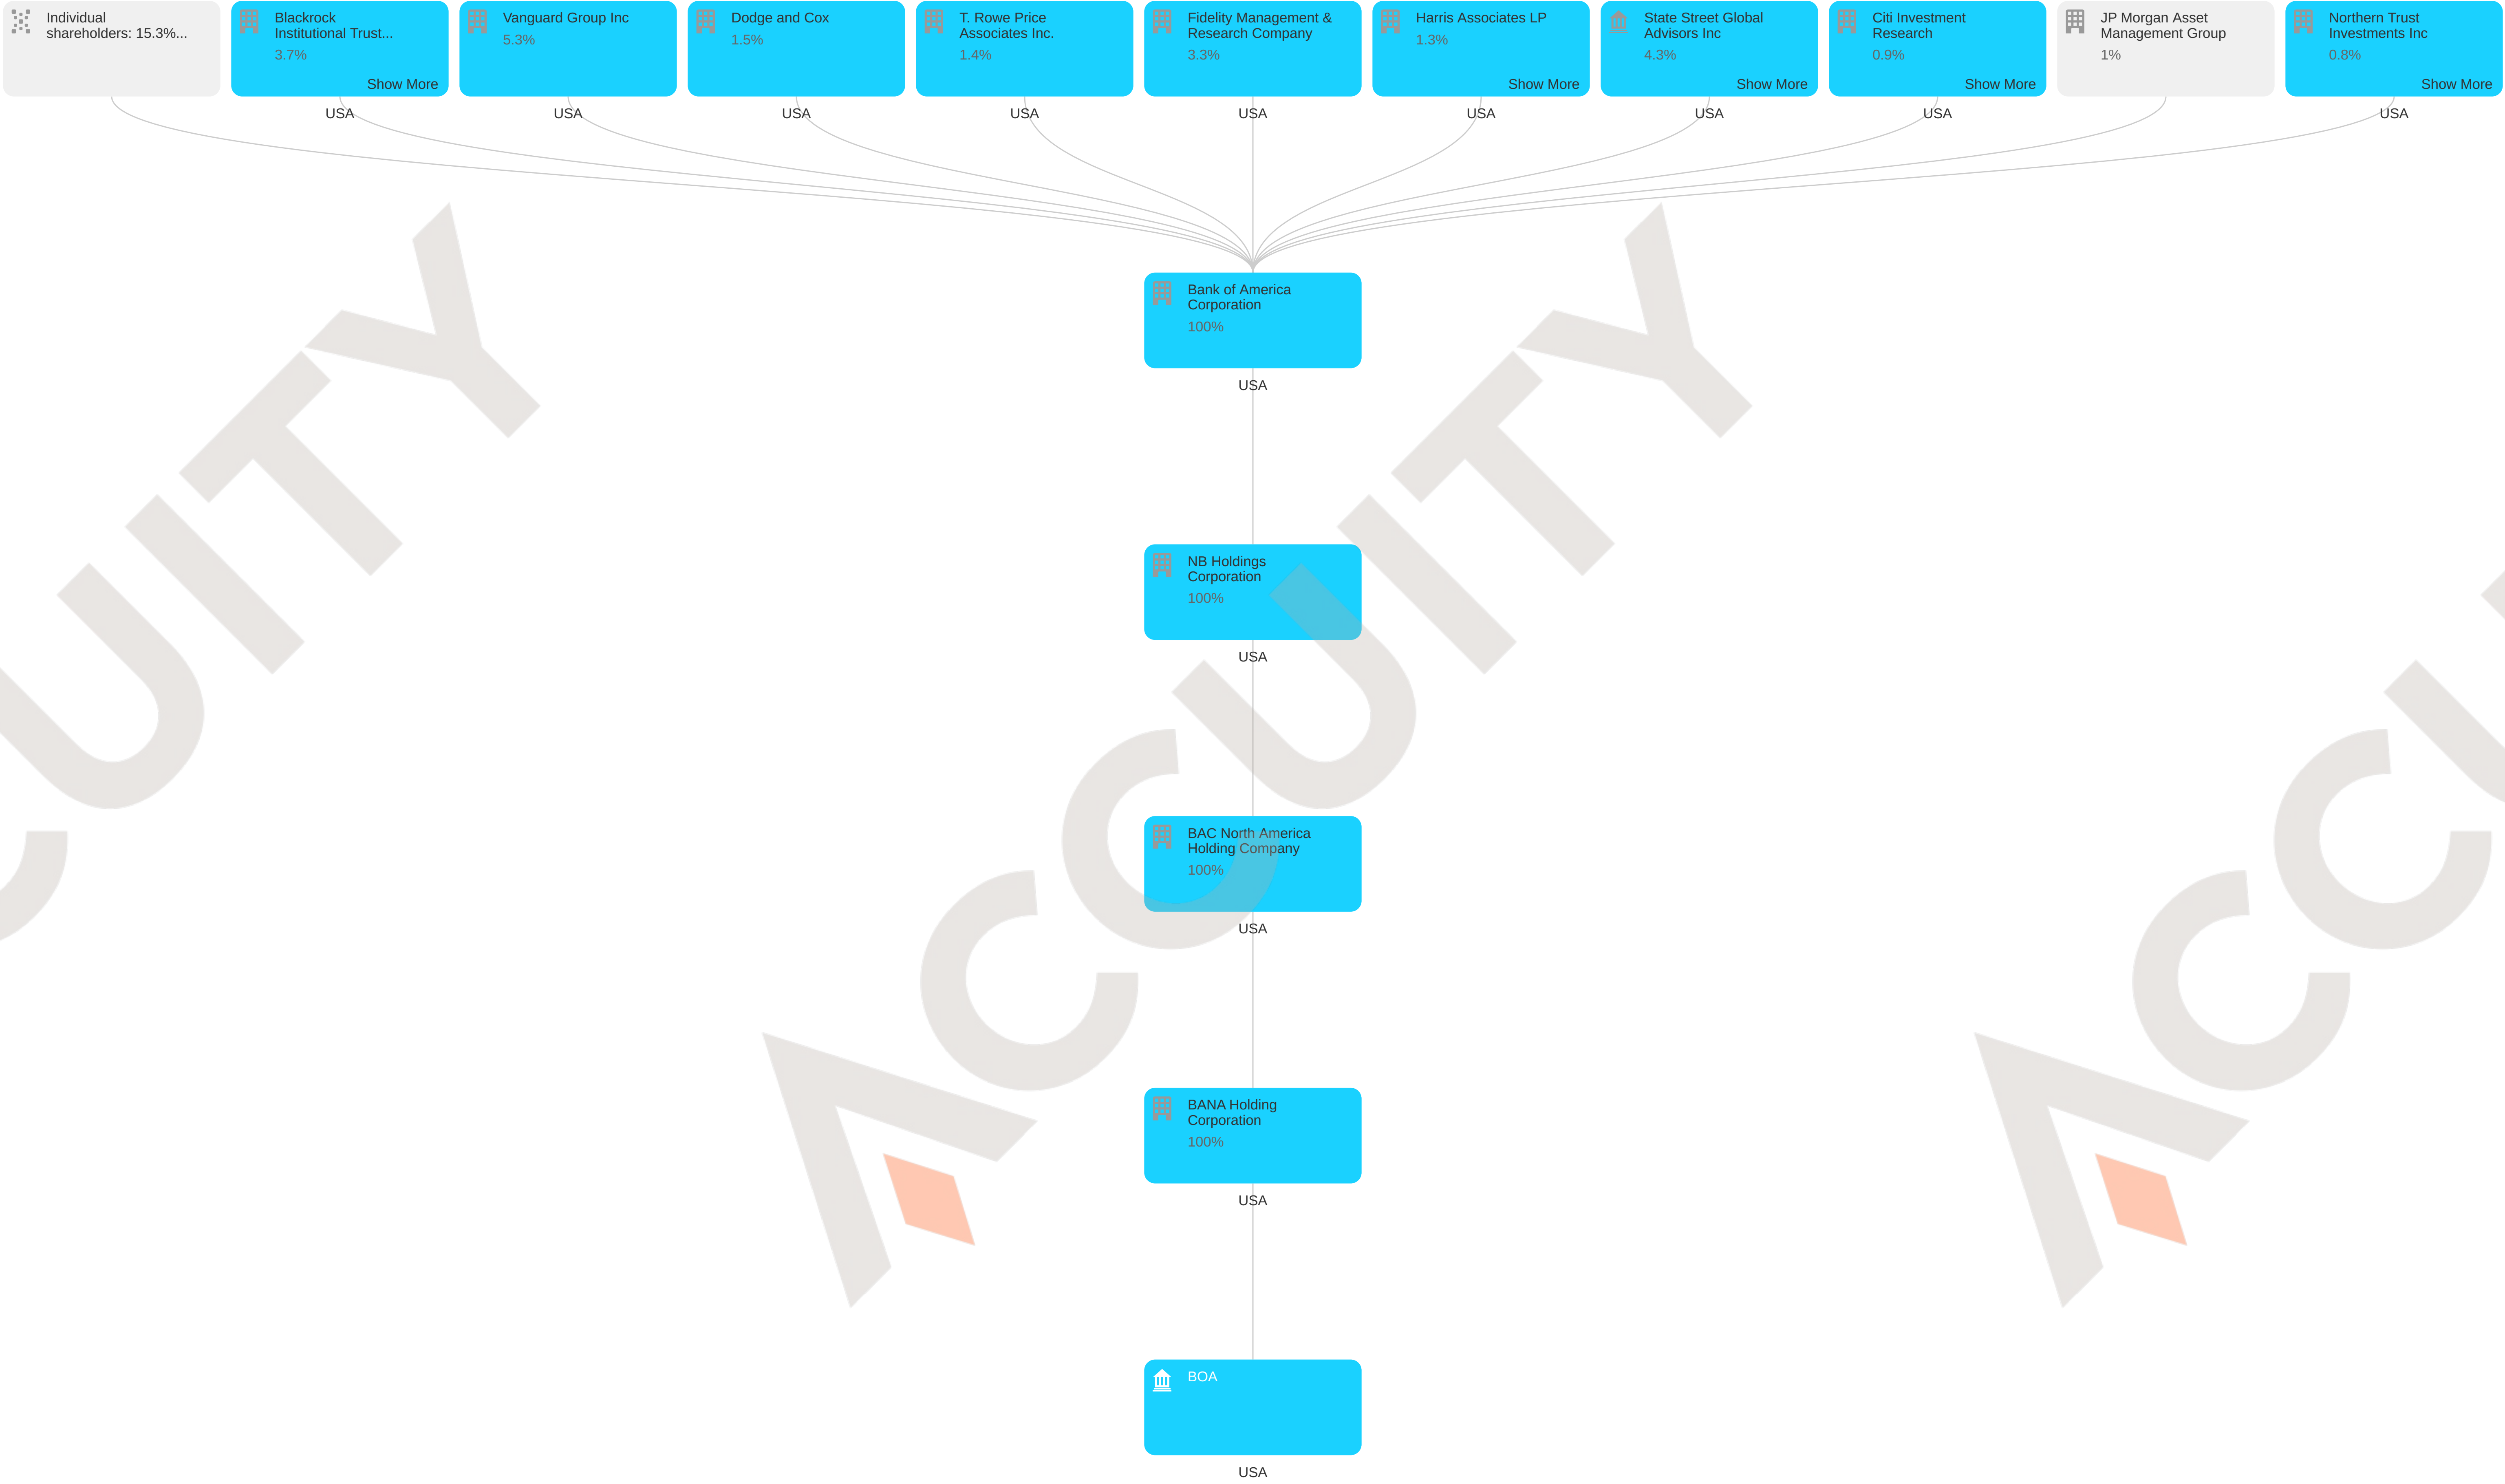 Individual
shareholders: 15.3%...
Blackrock
Institutional Trust...
3.7%
Show More
USA
Vanguard Group Inc
5.3%
USA
Dodge and Cox
1.5%
USA
T. Rowe Price
Associates Inc.
1.4%
USA
Fidelity Management &
Research Company
3.3%
USA
Harris Associates LP
1.3%
Show More
USA
State Street Global
Advisors Inc
4.3%
Show More
USA
Citi Investment
Research
0.9%
Show More
USA
JP Morgan Asset
Management Group
1%
Northern Trust
Investments Inc
0.8%
Show More
USA
Bank of America
Corporation
100%
USA
NB Holdings
Corporation
100%
USA
BAC North America
Holding Company
100%
USA
BANA Holding
Corporation
100%
USA
BOA
USA
CUITY
ACCUITY
ACCUI